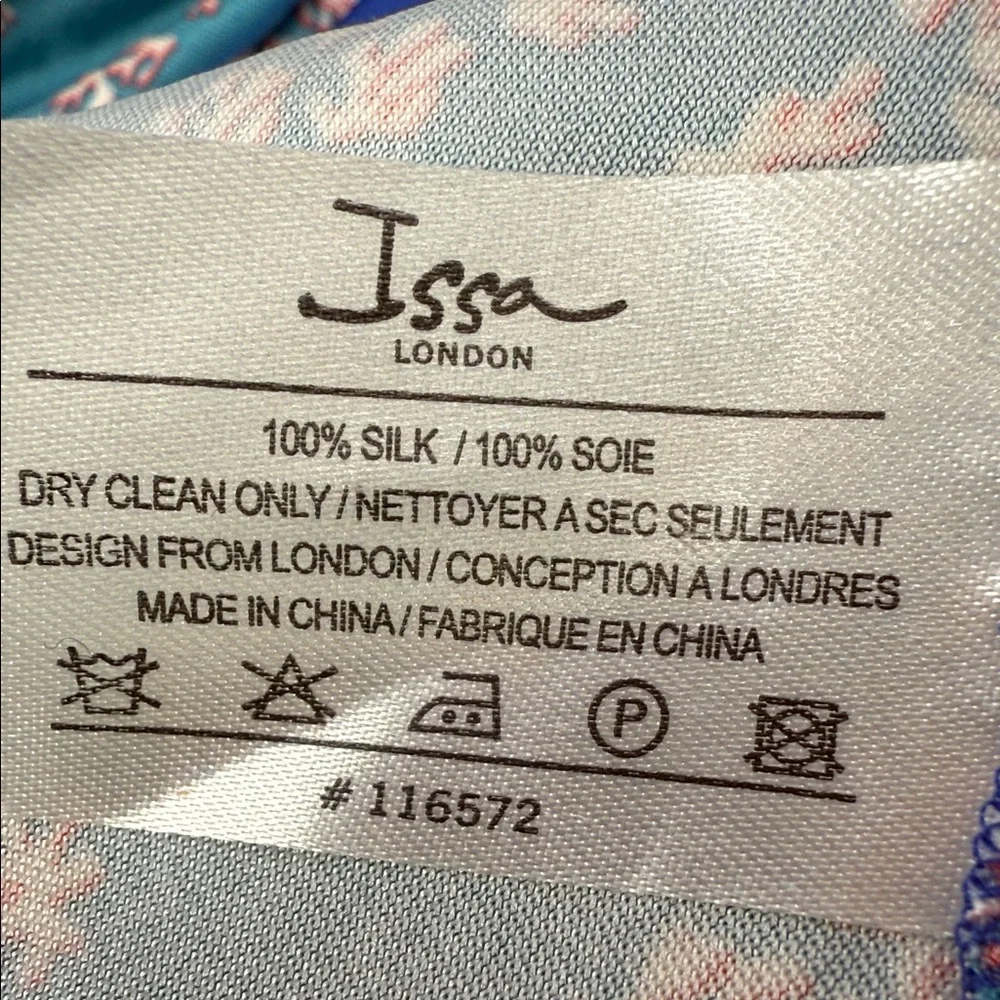 Issa
LONDON
100% SILK / 100% SOIE
DRY CLEAN ONLY / NETTOYER A SEC SEULEMENT
DESIGN FROM LONDON / CONCEPTION A LONDRES
MADE IN CHINA / FABRIQUE EN CHINA
P
# 116572